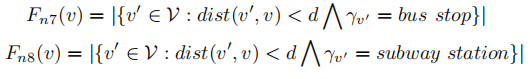 F_{n7}(v) = |{v' ∈ 𝒱 : dist(v', v) < d ⋀ γ_{v'} = bus stop}|
F_{n8}(v) = |{v' ∈ 𝒱 : dist(v', v) < d ⋀ γ_{v'} = subway station}|